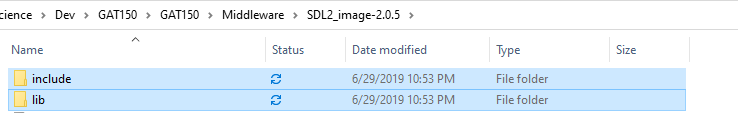 cience > Dev > GAT150 > GAT150 > Middleware > SDL2_image-2.0.5 >
Name Status Date modified Type Size
include 6/29/2019 10:53 PM File folder
lib 6/29/2019 10:53 PM File folder